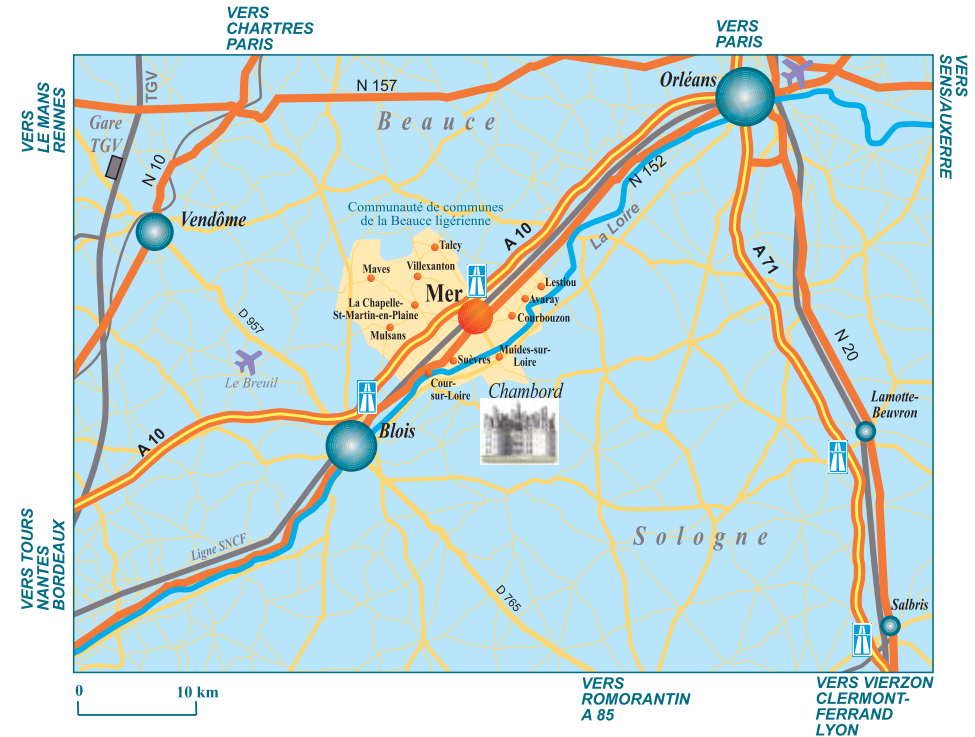 VERS
CHARTRES
PARIS
VERS
PARIS
VERS
LE MANS
RENNES
VERS
SENS/AUXERRE
TGV
N 157
Orléans
Gare
TGV
Beauce
N 10
N 152
Vendôme
Communauté de communes
de la Beauce ligérienne
La Loire
A 10
A 71
Talcy
Maves
Villexanton
Mer
Lestiou
La Chapelle-
St-Martin-en-Plaine
Avaray
Courbouzon
Mulsans
D 957
N 20
Muides-sur-
Loire
Suèvres
Le Breuil
Cour-
sur-Loire
Chambord
Lamotte-
Beuvron
A 10
Blois
VERS TOURS
NANTES
BORDEAUX
Ligne SNCF
Sologne
D 765
Salbris
0
10 km
VERS
ROMORANTIN
A 85
VERS VIERZON
CLERMONT-
FERRAND
LYON